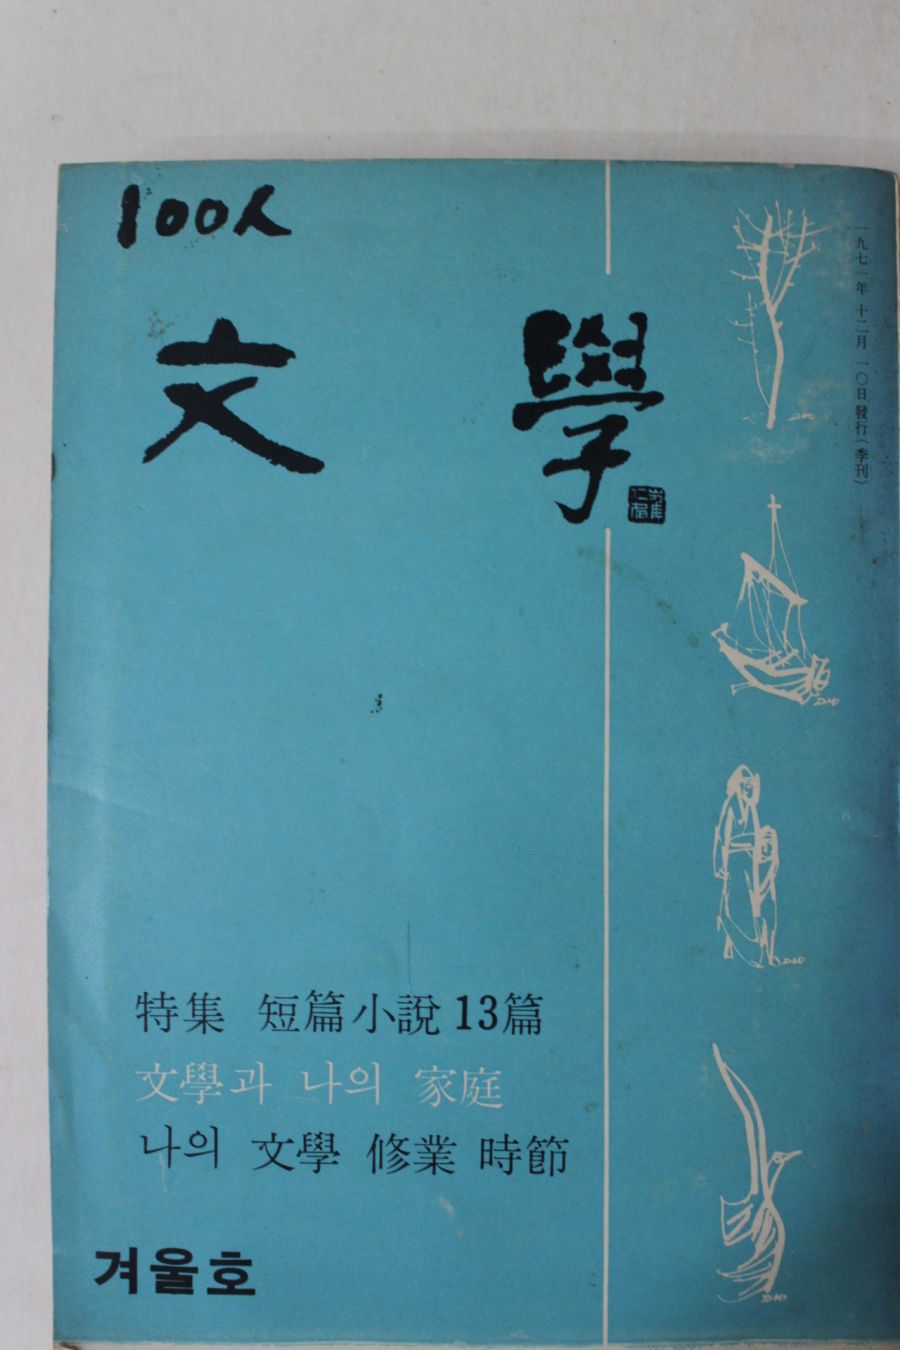 100人
文學
一九七一年 十二月 一〇日 發行(季刊)
特集 短篇小說 13篇
文學과 나의 家庭
나의 文學 修業 時節
겨울호